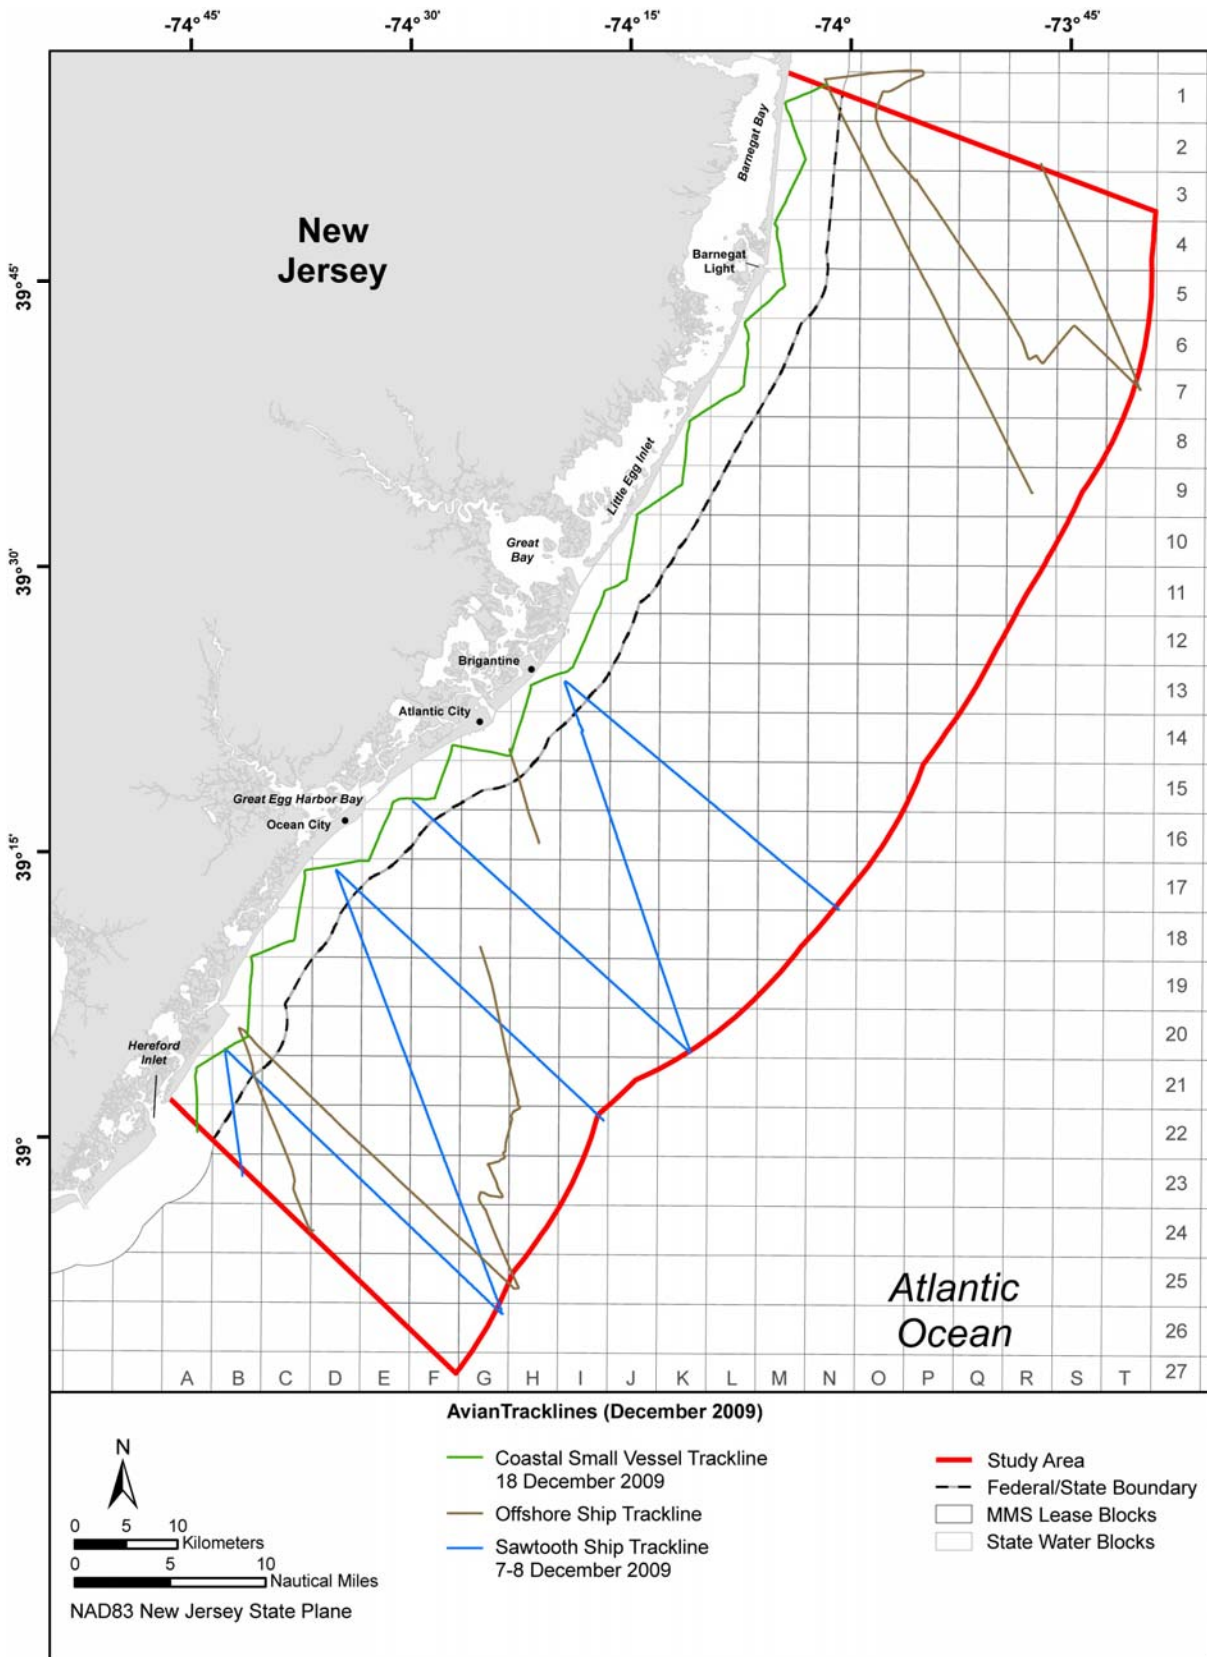 -74°45'
-74°30'
-74°15'
-74°
-73°45'
39°45'
39°30'
39°15'
39°
New
Jersey
Barnegat Bay
Barnegat
Light
Little Egg Inlet
Great
Bay
Brigantine
Atlantic City
Great Egg Harbor Bay
Ocean City
Hereford
Inlet
Atlantic
Ocean
1
2
3
4
5
6
7
8
9
10
11
12
13
14
15
16
17
18
19
20
21
22
23
24
25
26
27
A B C D E F G H I J K L M N O P Q R S T
AvianTracklines (December 2009)
N
0 5 10
Kilometers
0 5 10
Nautical Miles
NAD83 New Jersey State Plane
Coastal Small Vessel Trackline
18 December 2009
Offshore Ship Trackline
Sawtooth Ship Trackline
7-8 December 2009
Study Area
Federal/State Boundary
MMS Lease Blocks
State Water Blocks